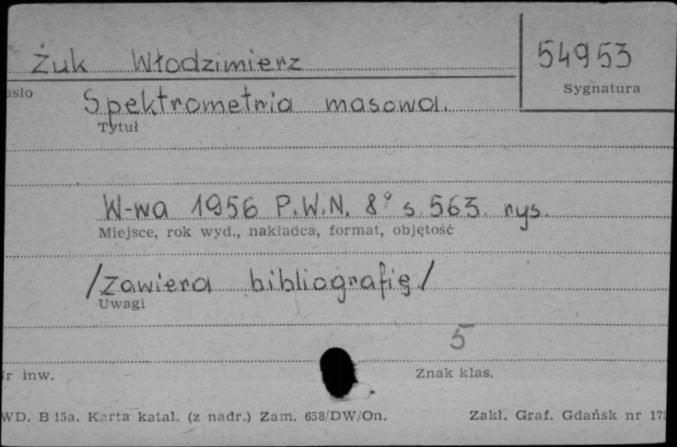 Żuk Włodzimierz
54953
Sygnatura
asło
Spektrometria masowa.
Tytuł
W-wa 1956 P.W.N. 8° s. 563. rys.
Miejsce, rok wyd., nakładca, format, objętość
/Zawiera bibliografię/
Uwagi
5
r inw.
Znak klas.
WD. B 15a. Karta katal. (z nadr.) Zam. 658/DW/On.
Zakł. Graf. Gdańsk nr 17